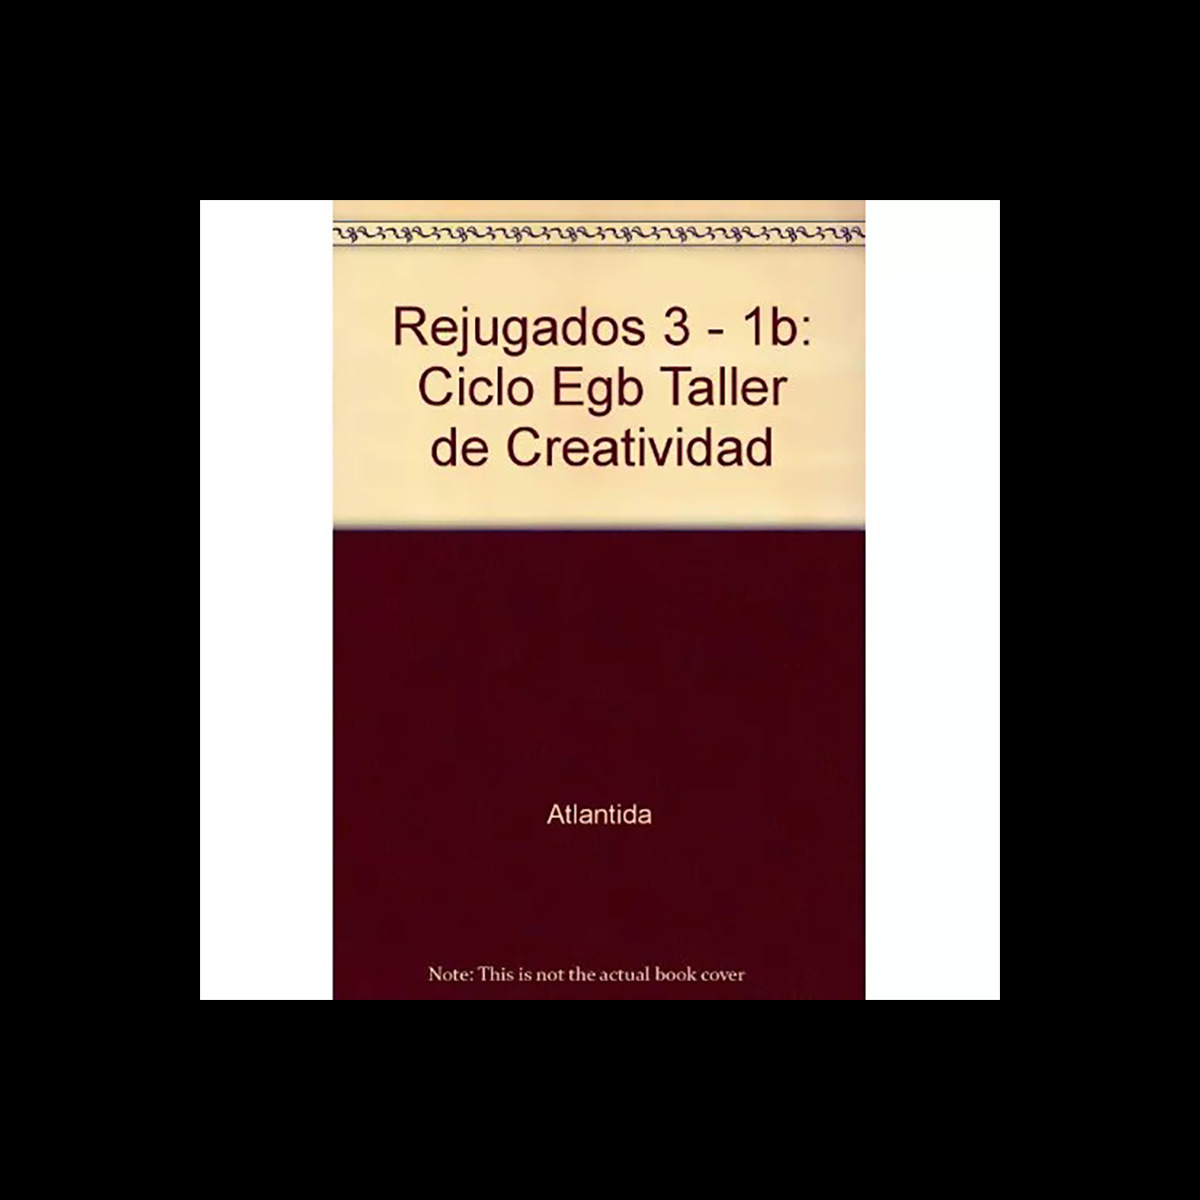 Rejugados 3 - 1b:
Ciclo Egb Taller
de Creatividad
Atlantida
Note: This is not the actual book cover